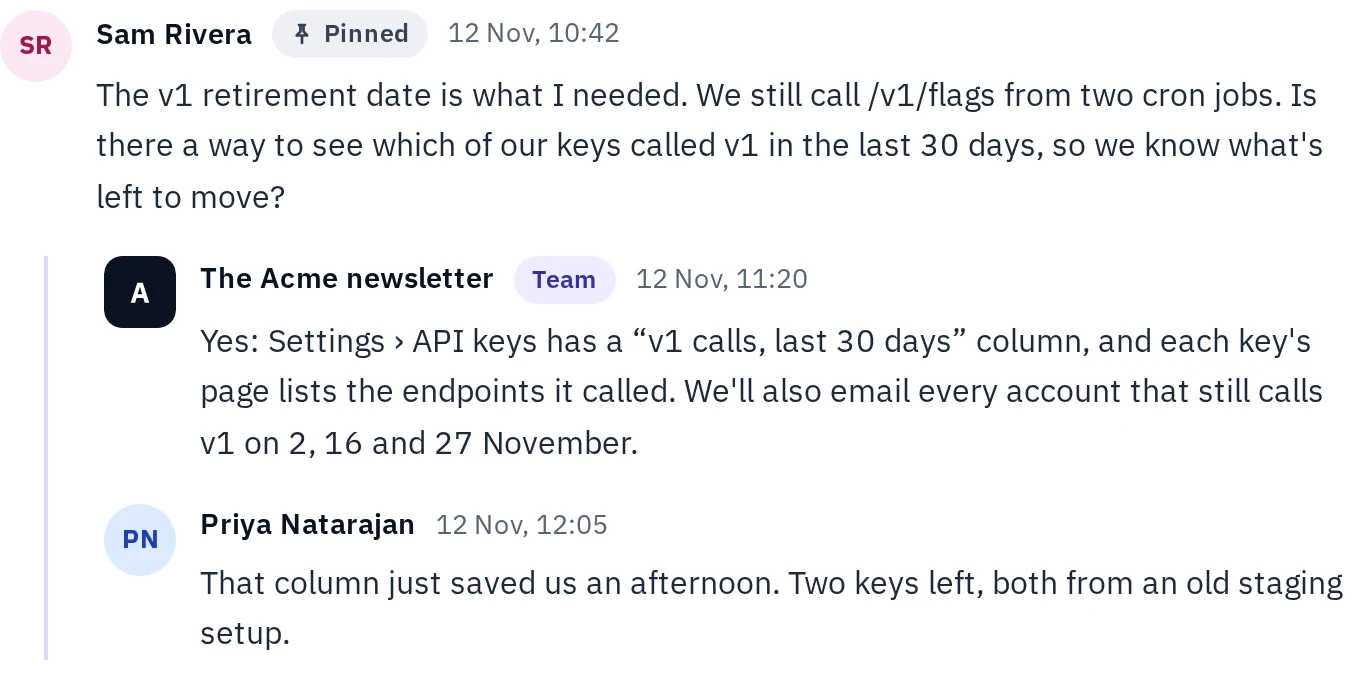 SR
Sam Rivera Pinned 12 Nov, 10:42
The v1 retirement date is what I needed. We still call /v1/flags from two cron jobs. Is
there a way to see which of our keys called v1 in the last 30 days, so we know what's
left to move?
A
The Acme newsletter Team 12 Nov, 11:20
Yes: Settings › API keys has a “v1 calls, last 30 days” column, and each key's
page lists the endpoints it called. We'll also email every account that still calls
v1 on 2, 16 and 27 November.
PN
Priya Natarajan 12 Nov, 12:05
That column just saved us an afternoon. Two keys left, both from an old staging
setup.